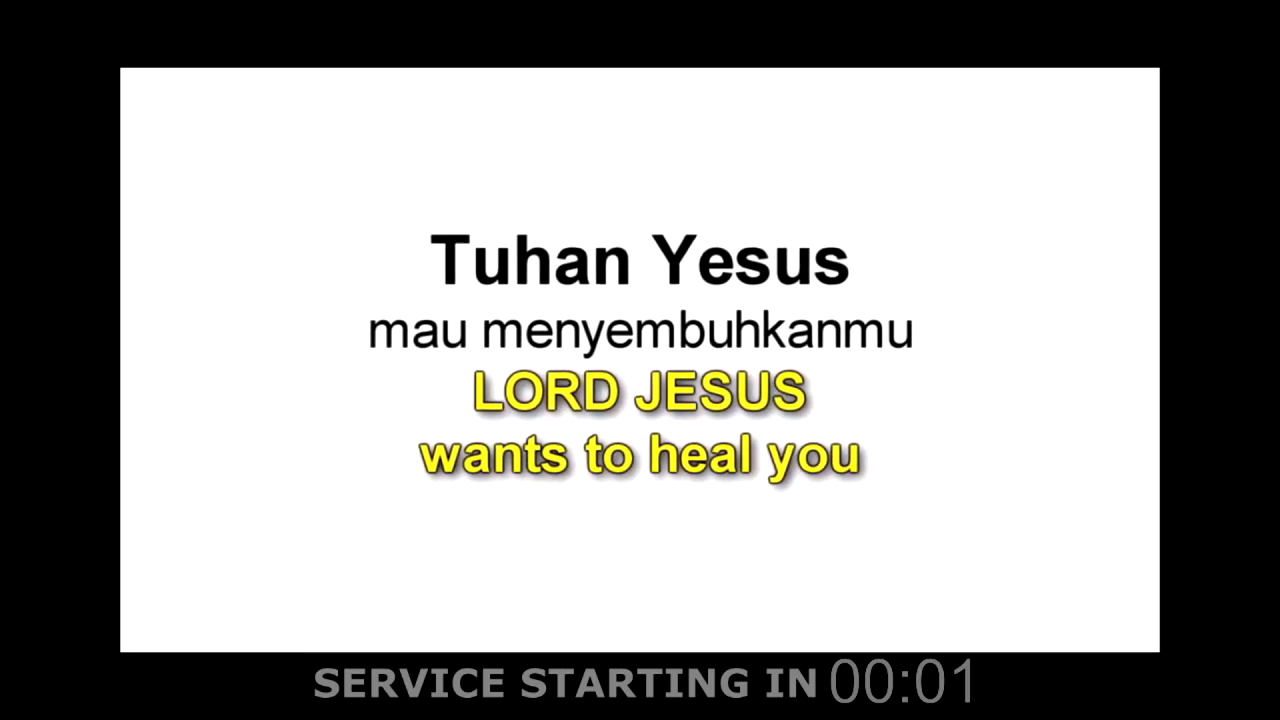 Tuhan Yesus
mau menyembuhkanmu
LORD JESUS
wants to heal you
SERVICE STARTING IN 00:01